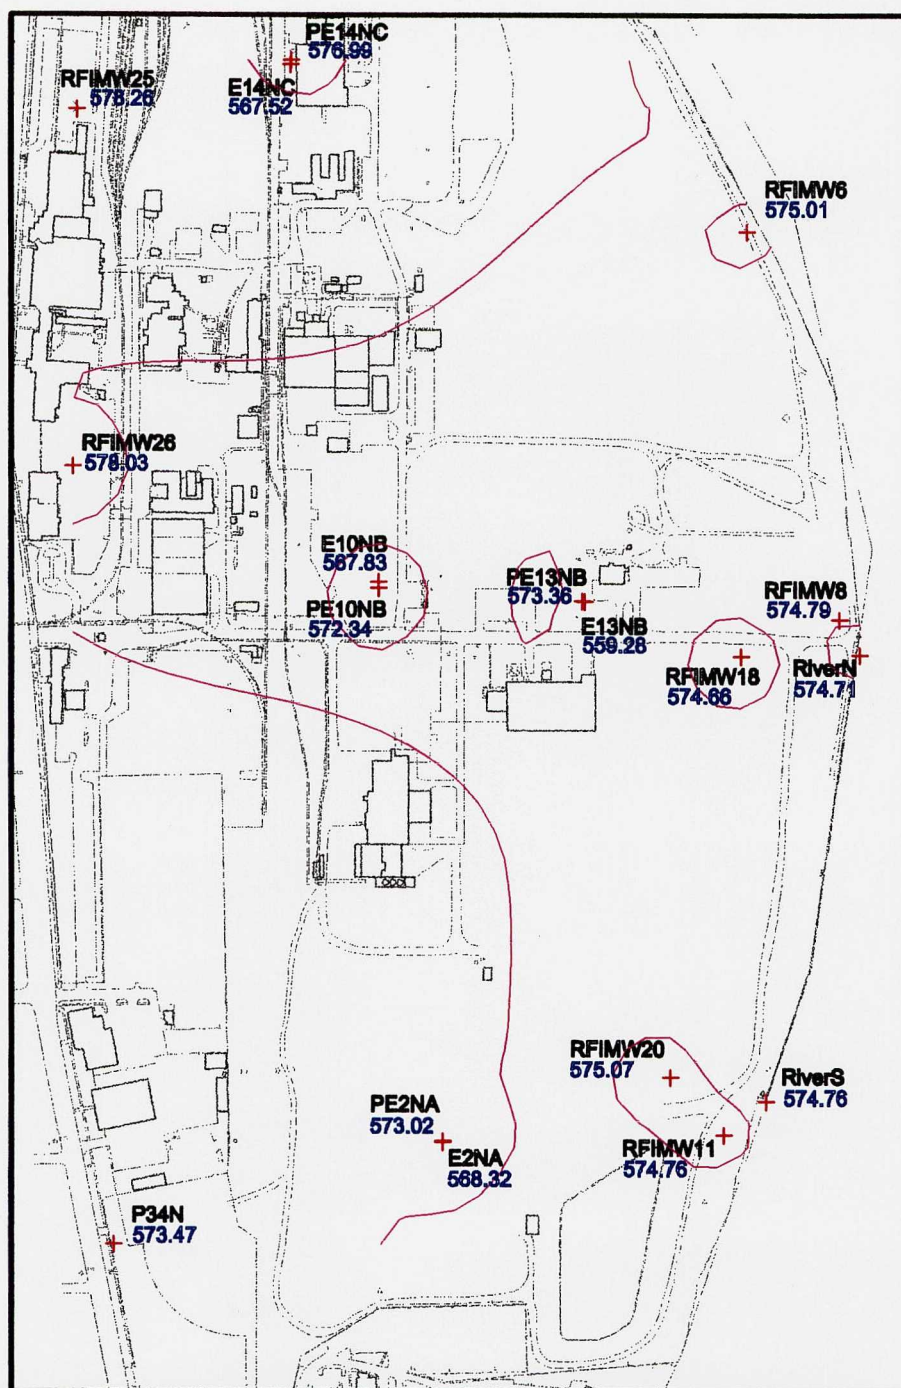 PE14NC
576.99
RFIMW25
578.26
E14NC
567.52
RFIMW6
575.01
RFIMW26
578.03
E10NB
567.83
PE13NB
573.36
PE10NB
572.34
E13NB
559.28
RFIMW8
574.79
RFIMW18
574.66
RiverN
574.71
RFIMW20
575.07
RiverS
574.76
PE2NA
573.02
E2NA
568.32
RFIMW11
574.76
P34N
573.47